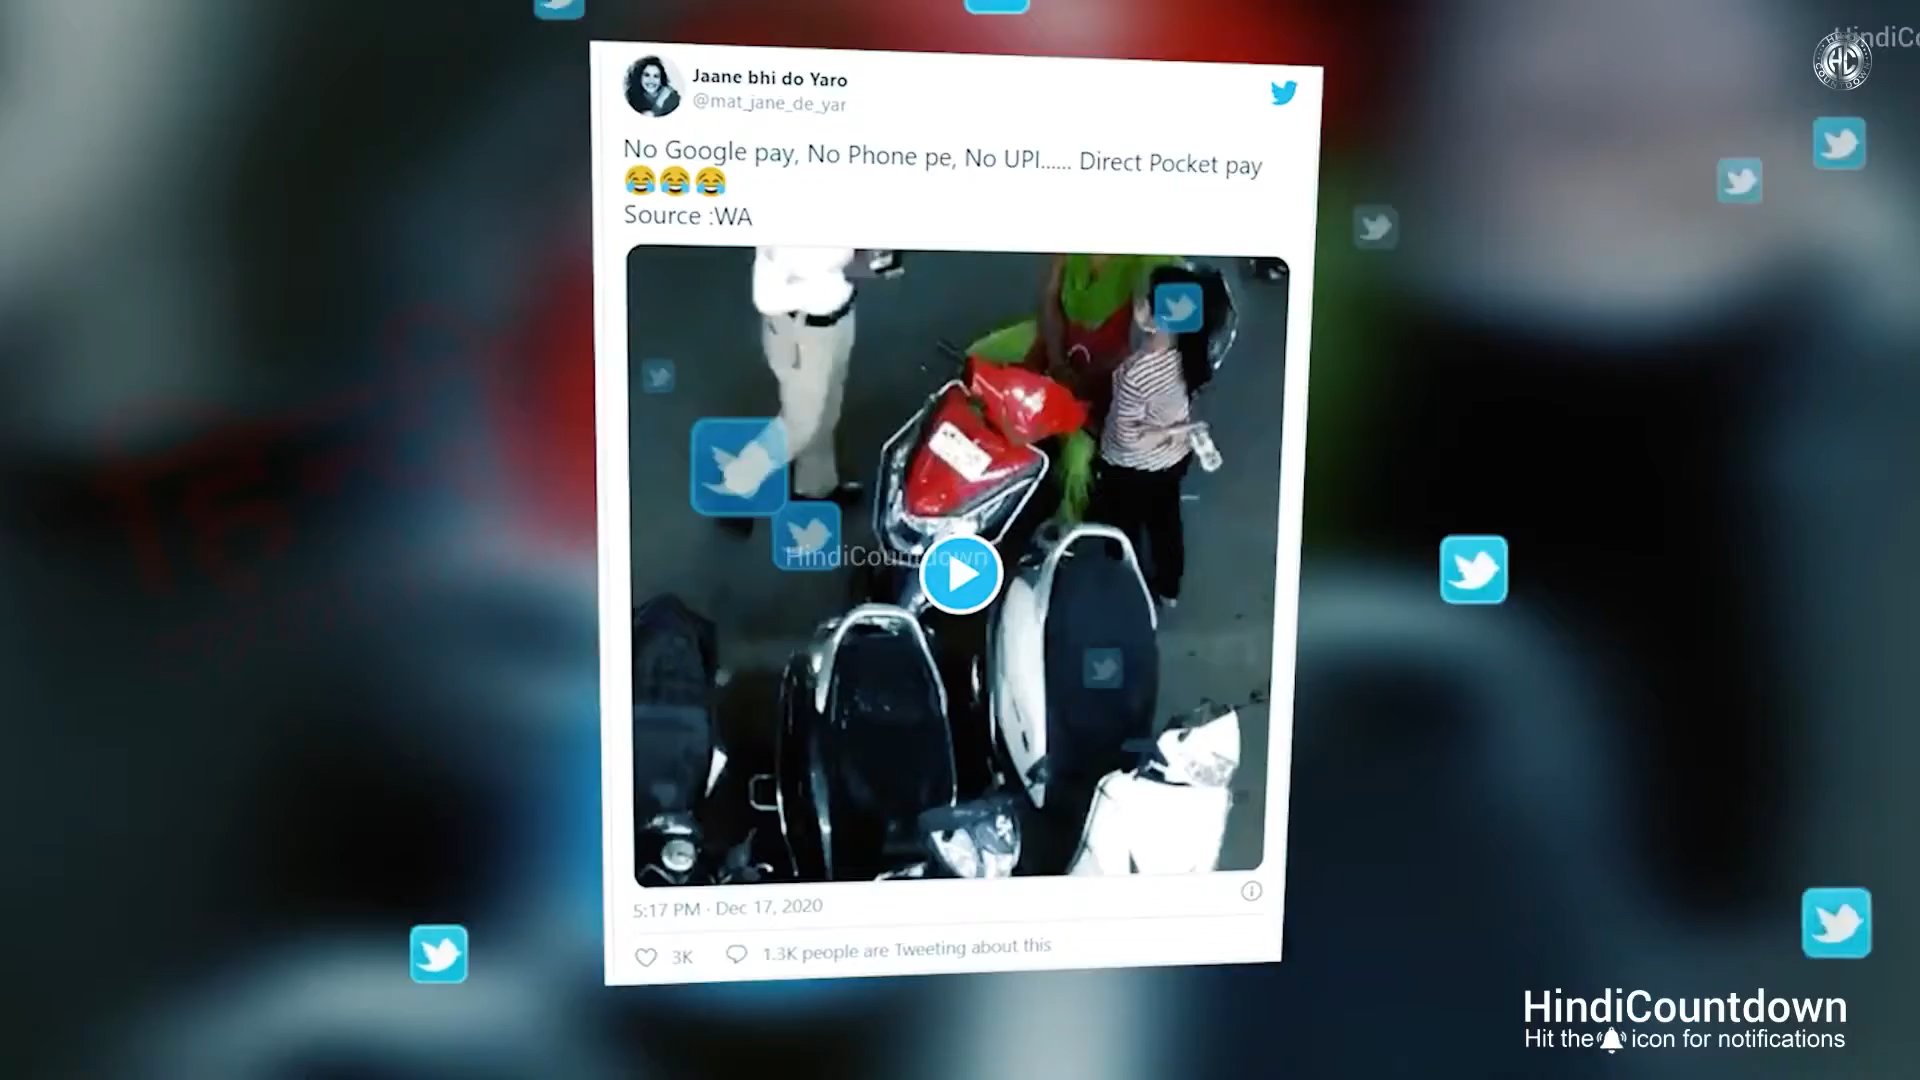 Jaane bhi do Yaro
@mat_jane_de_yar
No Google pay, No Phone pe, No UPI...... Direct Pocket pay
😂😂😂
Source :WA
HindiCountdown
5:17 PM · Dec 17, 2020
3K
1.3K people are Tweeting about this
HindiCo
HC
HindiCountdown
Hit the icon for notifications